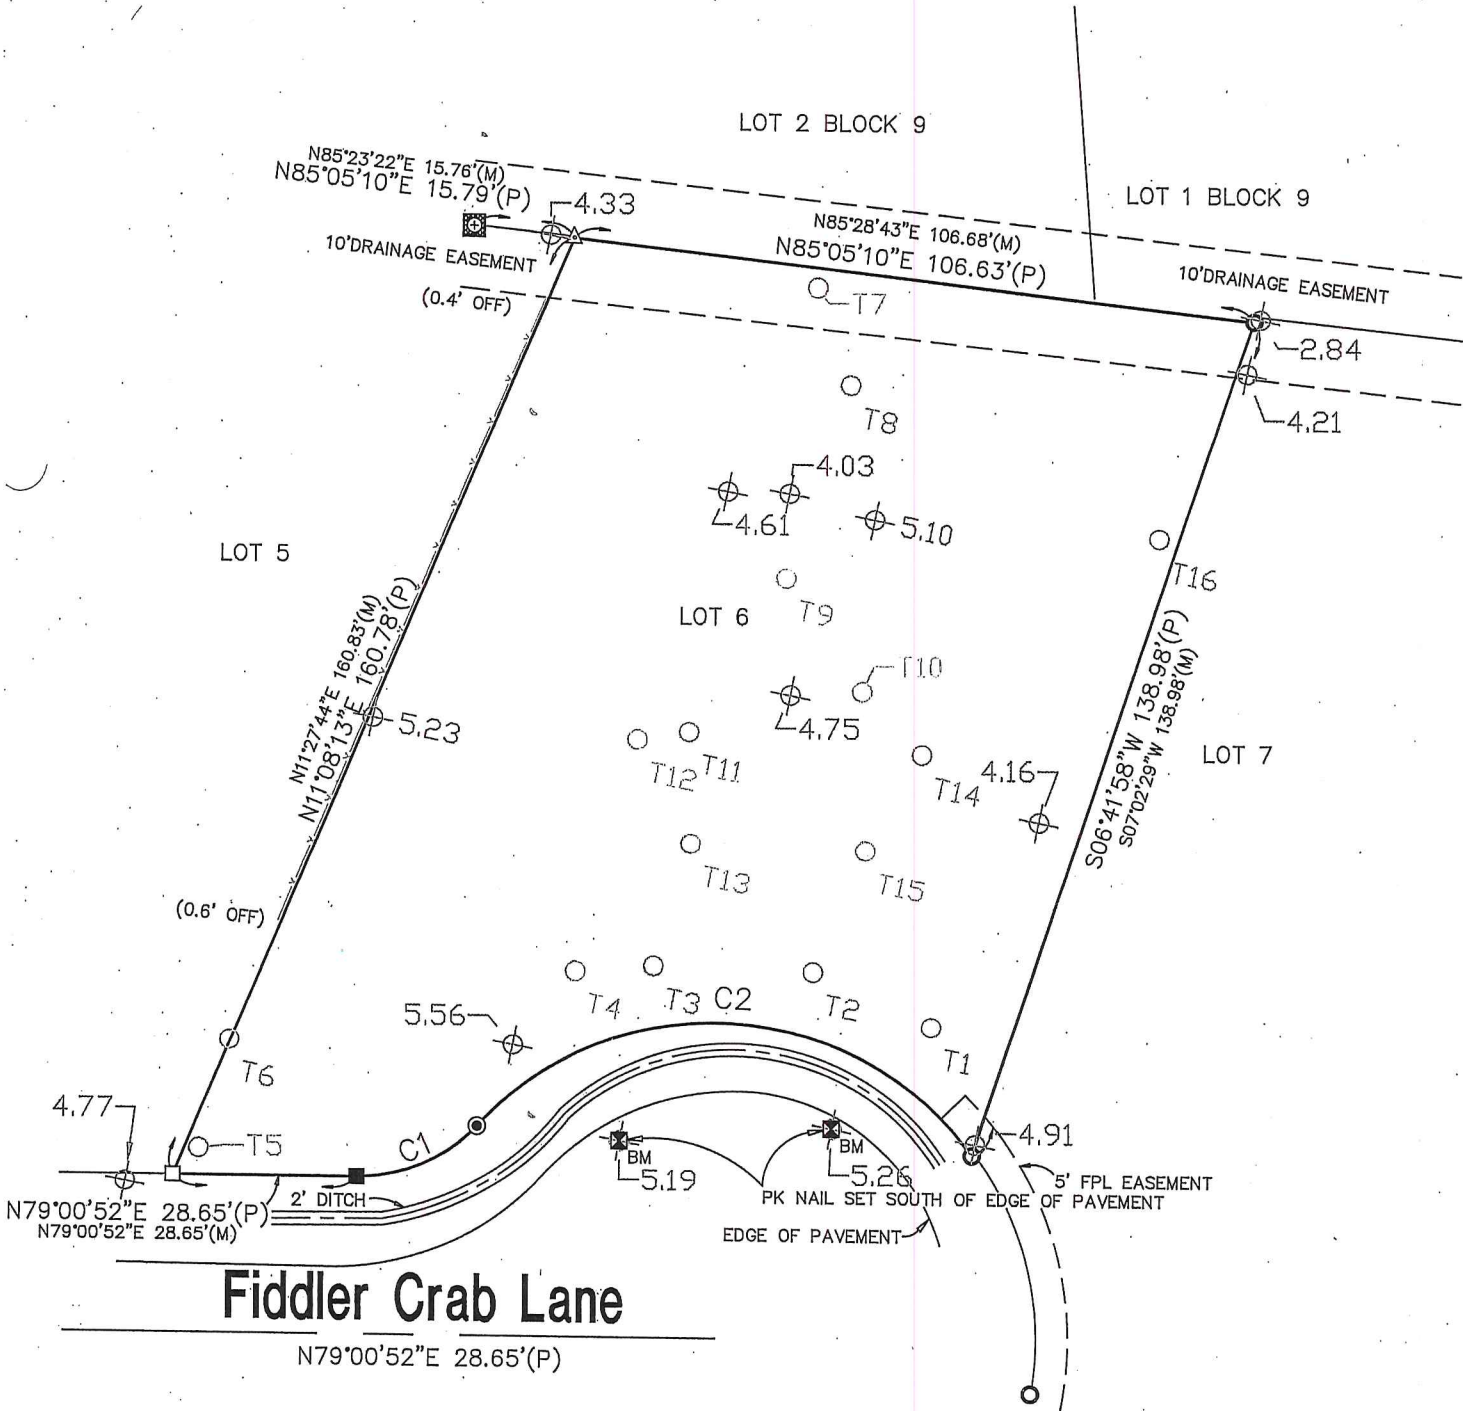 LOT 2 BLOCK 9
N85°23'22"E 15.76'(M)
N85°05'10"E 15.79'(P)
LOT 1 BLOCK 9
4.33
N85°28'43"E 106.68'(M)
N85°05'10"E 106.63'(P)
10'DRAINAGE EASEMENT
10'DRAINAGE EASEMENT
(0.4' OFF)
T7
2.84
T8
4.21
4.03
4.61
5.10
LOT 5
T16
T9
LOT 6
N11°27'44"E 160.83'(M)
N11°08'13"E 160.78'(P)
T10
S06°41'58"W 138.98'(P)
S07°02'29"W 138.98'(M)
5.23
4.75
T12
T11
LOT 7
T14
4.16
T13
T15
(0.6' OFF)
T4
T3
C2
T2
5.56
T1
T6
4.77
T5
C1
4.91
BM
5.19
BM
5.26
5' FPL EASEMENT
2' DITCH
PK NAIL SET SOUTH OF EDGE OF PAVEMENT
N79°00'52"E 28.65'(P)
N79°00'52"E 28.65'(M)
EDGE OF PAVEMENT
Fiddler Crab Lane
N79°00'52"E 28.65'(P)